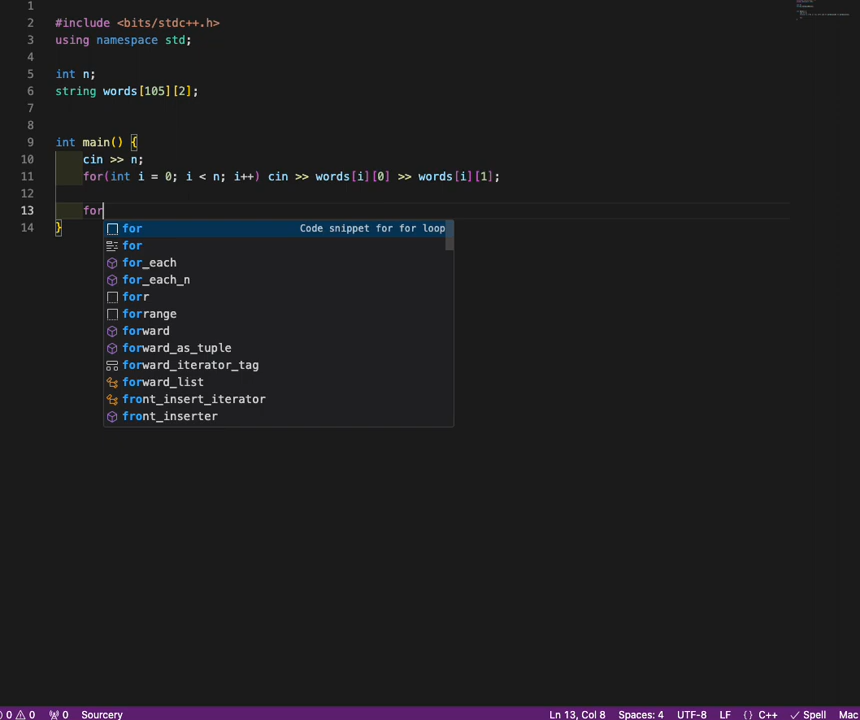 1
2 #include <bits/stdc++.h>
3 using namespace std;
4
5 int n;
6 string words[105][2];
7
8
9 int main() {
10 cin >> n;
11 for(int i = 0; i < n; i++) cin >> words[i][0] >> words[i][1];
12
13 for
14 }
for Code snippet for for loop
for
for_each
for_each_n
forr
forrange
forward
forward_as_tuple
forward_iterator_tag
forward_list
front_insert_iterator
front_inserter
0 0 0 Sourcery Ln 13, Col 8 Spaces: 4 UTF-8 LF {} C++ ✓ Spell Mac